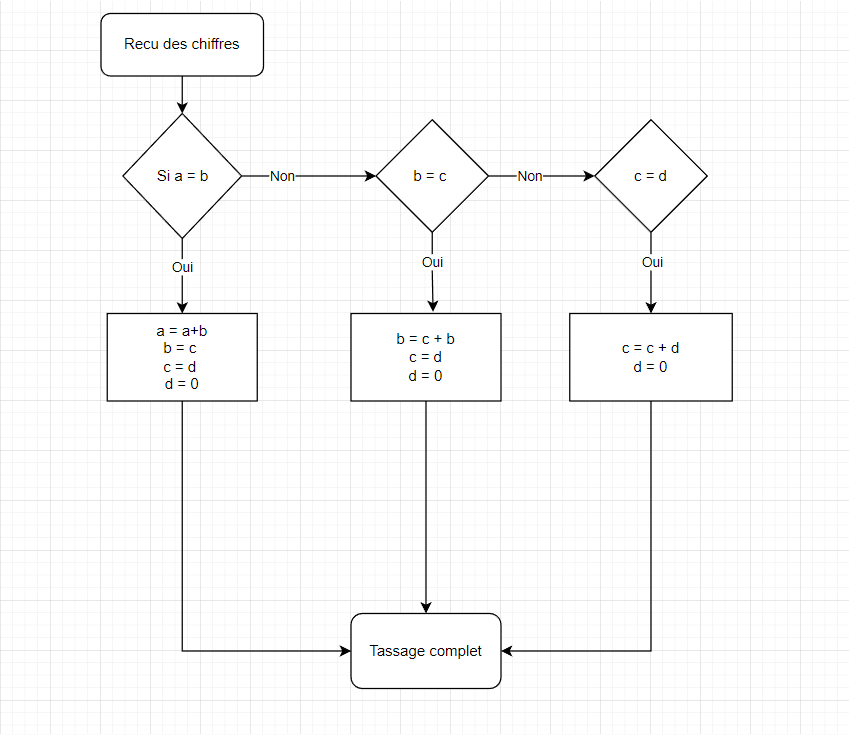 Recu des chiffres
Si a = b
Non
b = c
Non
c = d
Oui
Oui
Oui
a = a+b
b = c
c = d
d = 0
b = c + b
c = d
d = 0
c = c + d
d = 0
Tassage complet